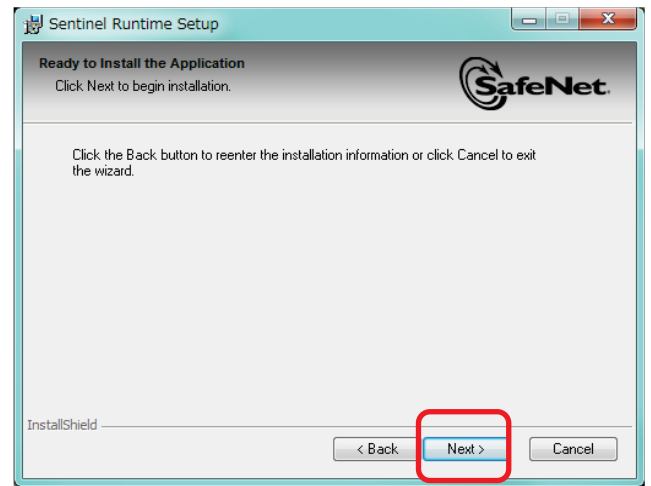 Sentinel Runtime Setup
Ready to Install the Application
Click Next to begin installation.
SafeNet.
Click the Back button to reenter the installation information or click Cancel to exit
the wizard.
InstallShield
< Back
Next >
Cancel